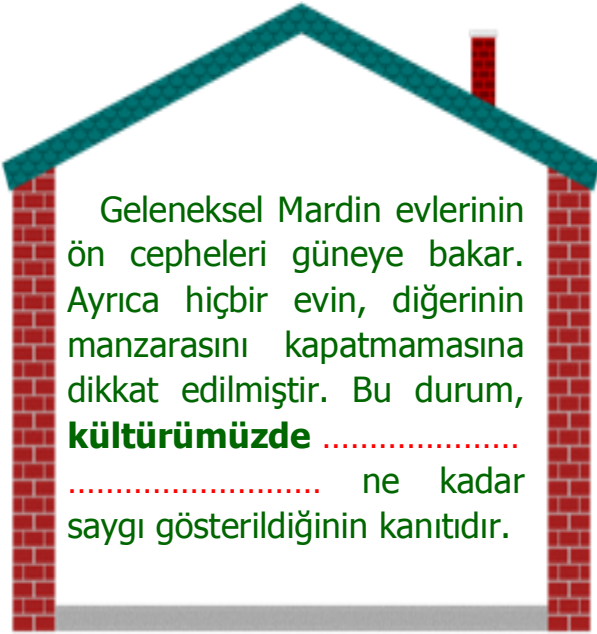 Geleneksel Mardin evlerinin
ön cepheleri güneye bakar.
Ayrıca hiçbir evin, diğerinin
manzarasını kapatmamasına
dikkat edilmiştir. Bu durum,
kültürümüzde .....................
........................... ne kadar
saygı gösterildiğinin kanıtıdır.